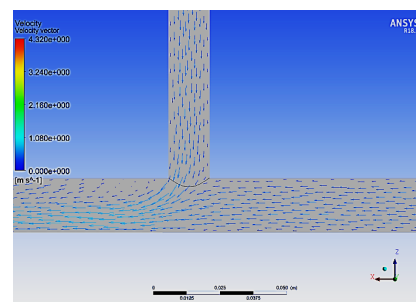 Velocity
Velocity vector
4.320e+000
3.240e+000
2.160e+000
1.080e+000
0.000e+000
[m s^-1]
ANSYS
R18.
0
0.025
0.050 (m)
0.0125
0.0375
Z
X